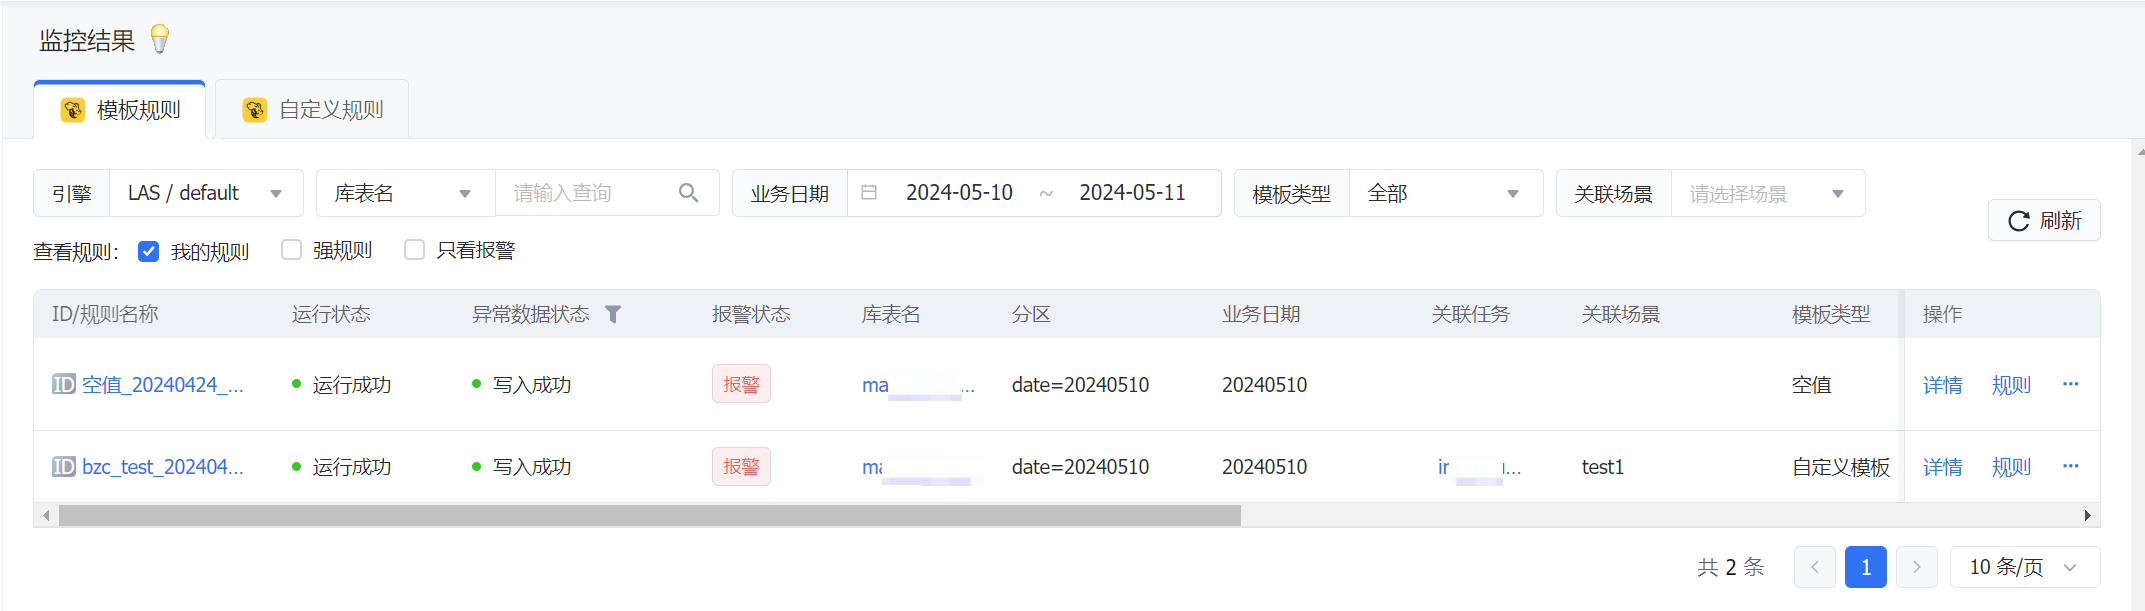 监控结果
模板规则 自定义规则
引擎 LAS / default 库表名 请输入查询 业务日期 2024-05-10 ~ 2024-05-11 模板类型 全部 关联场景 请选择场景
刷新
查看规则： 我的规则 强规则 只看报警
ID/规则名称 运行状态 异常数据状态 报警状态 库表名 分区 业务日期 关联任务 关联场景 模板类型 操作
ID 空值_20240424_... 运行成功 写入成功 报警 ma ... date=20240510 20240510 空值 详情 规则 ...
ID bzc_test_202404... 运行成功 写入成功 报警 date=20240510 20240510 ... test1 自定义模板 详情 规则 ...
共 2 条 1 10 条/页